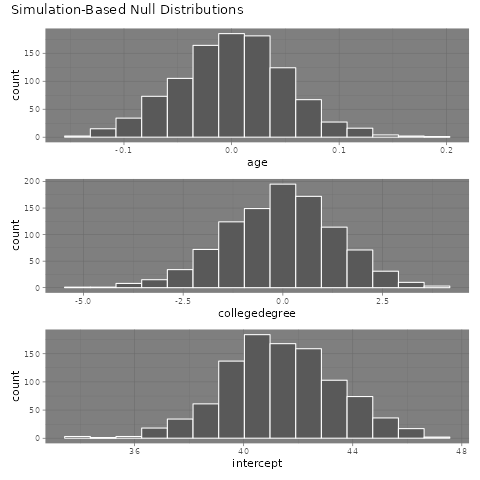 Simulation-Based Null Distributions
count
150
100
50
0
-0.1 0.0 0.1 0.2
age
count
200
150
100
50
0
-5.0 -2.5 0.0 2.5
collegedegree
count
150
100
50
0
36 40 44 48
intercept